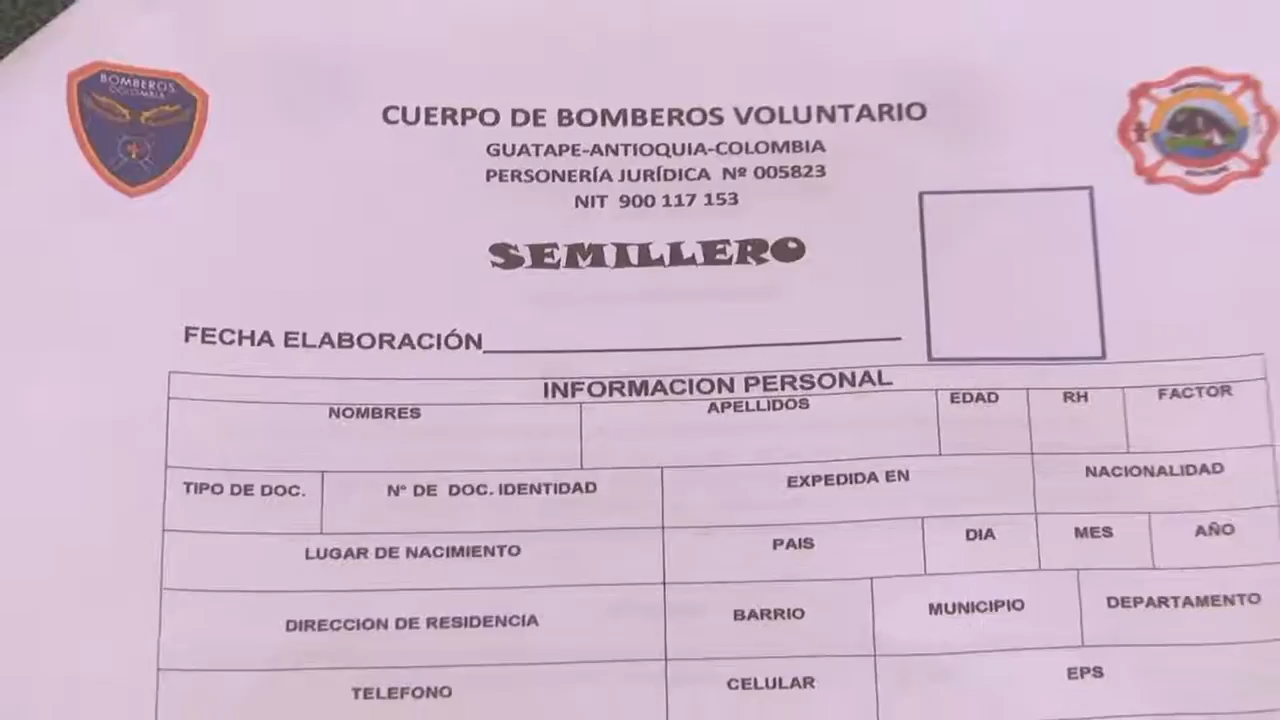 BOMBEROS
COLOMBIA
CUERPO DE BOMBEROS VOLUNTARIO
GUATAPE-ANTIOQUIA-COLOMBIA
PERSONERÍA JURÍDICA Nº 005823
NIT 900 117 153
SEMILLERO
FECHA ELABORACIÓN
INFORMACION PERSONAL
NOMBRES APELLIDOS EDAD RH FACTOR
TIPO DE DOC. Nº DE DOC. IDENTIDAD EXPEDIDA EN NACIONALIDAD
LUGAR DE NACIMIENTO PAIS DIA MES AÑO
DIRECCION DE RESIDENCIA BARRIO MUNICIPIO DEPARTAMENTO
TELEFONO CELULAR EPS